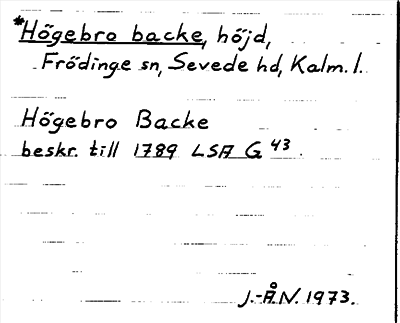 *Högebro backe, höjd,
Frödinge sn, Sevede hd, Kalm. l.
Högebro Backe
beskr. till 1789 LSA G 43.
J.-Å.N. 1973.